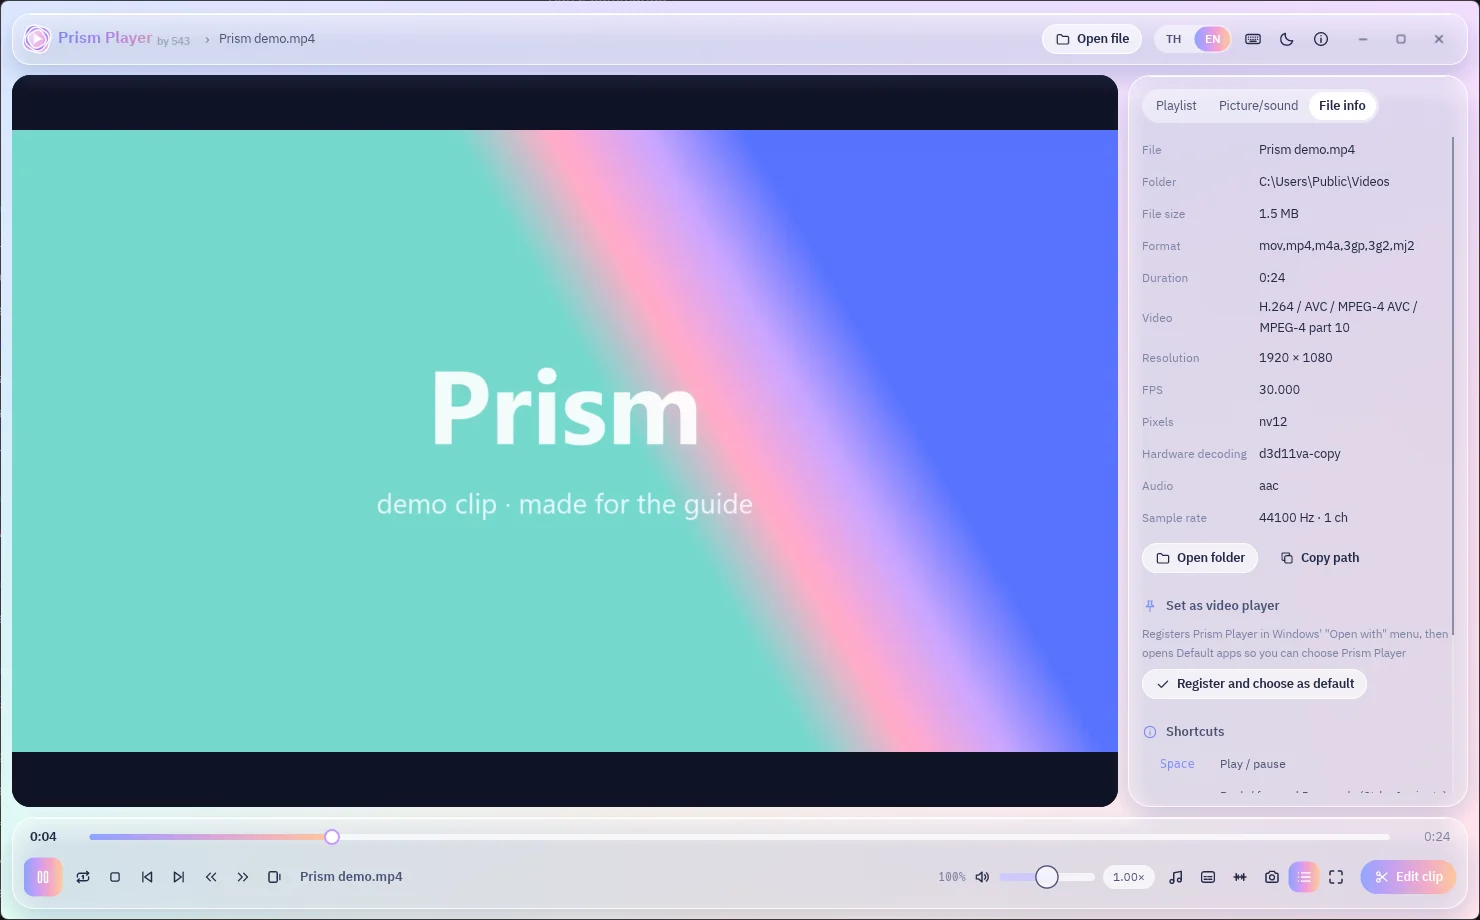 Prism Player by 543 › Prism demo.mp4
Open file
TH EN
Playlist Picture/sound File info
File Prism demo.mp4
Folder C:\Users\Public\Videos
File size 1.5 MB
Format mov,mp4,m4a,3gp,3g2,mj2
Duration 0:24
Video H.264 / AVC / MPEG-4 AVC /
MPEG-4 part 10
Resolution 1920 × 1080
FPS 30.000
Pixels nv12
Hardware decoding d3d11va-copy
Audio aac
Sample rate 44100 Hz · 1 ch
Open folder Copy path
Set as video player
Registers Prism Player in Windows' "Open with" menu, then
opens Default apps so you can choose Prism Player
Register and choose as default
Shortcuts
Space Play / pause
Prism
demo clip · made for the guide
0:04 0:24
Prism demo.mp4
100% 1.00×
Edit clip